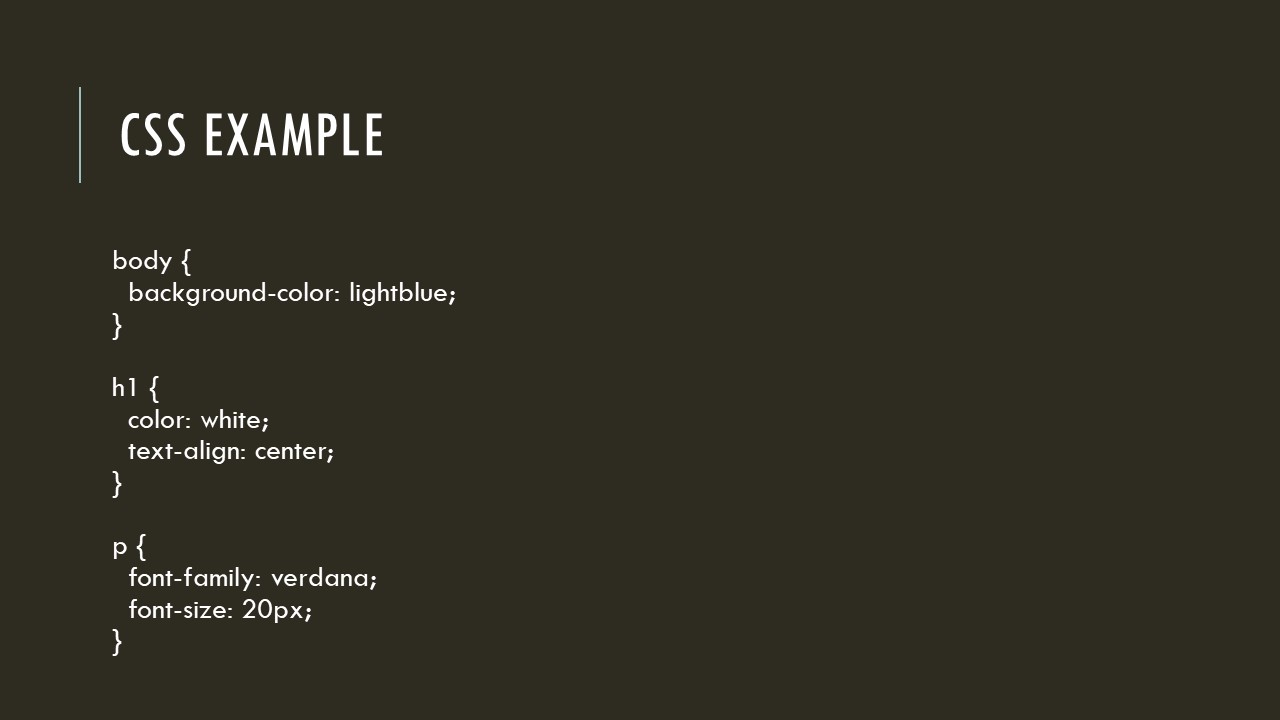 CSS EXAMPLE
body {
  background-color: lightblue;
}
h1 {
  color: white;
  text-align: center;
}
p {
  font-family: verdana;
  font-size: 20px;
}